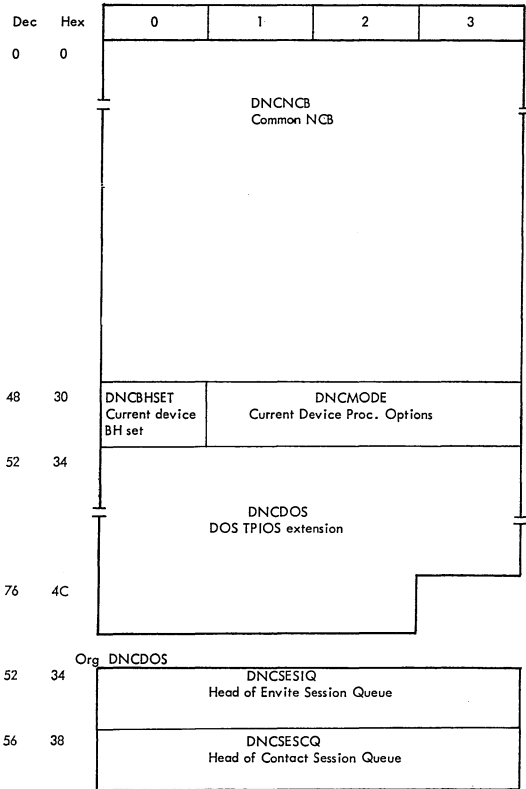 Dec Hex 0 1 2 3
0 0
DNCNCB
Common NCB
48 30 DNCBHSET DNCMODE
Current device Current Device Proc. Options
BH set
52 34
DNCDOS
DOS TPIOS extension
76 4C
Org DNCDOS
52 34 DNCSESIQ
Head of Envite Session Queue
56 38 DNCSESCQ
Head of Contact Session Queue